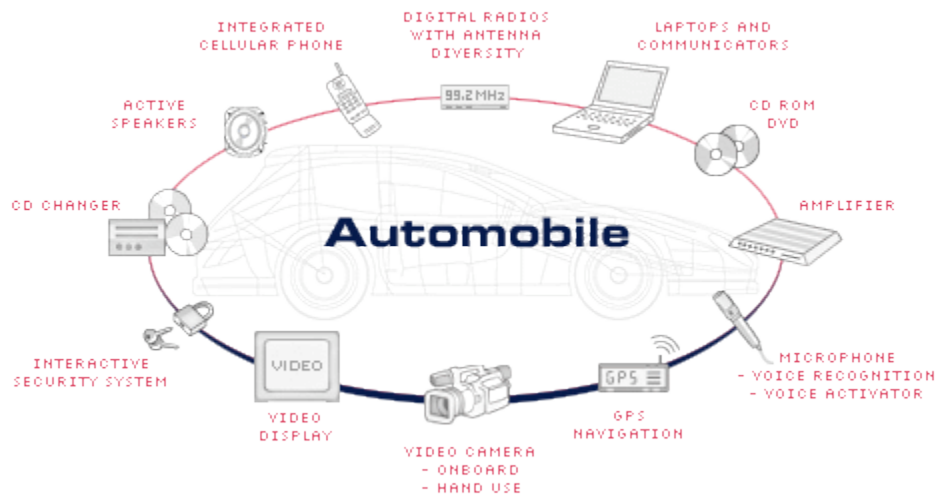 INTEGRATED
CELLULAR PHONE
DIGITAL RADIOS
WITH ANTENNA
DIVERSITY
LAPTOPS AND
COMMUNICATORS
ACTIVE
SPEAKERS
99.2 MHz
CD ROM
DVD
CD CHANGER
AMPLIFIER
Automobile
INTERACTIVE
SECURITY SYSTEM
VIDEO
VIDEO
DISPLAY
VIDEO CAMERA
- ONBOARD
- HAND USE
GPS
GPS
NAVIGATION
MICROPHONE
- VOICE RECOGNITION
- VOICE ACTIVATOR